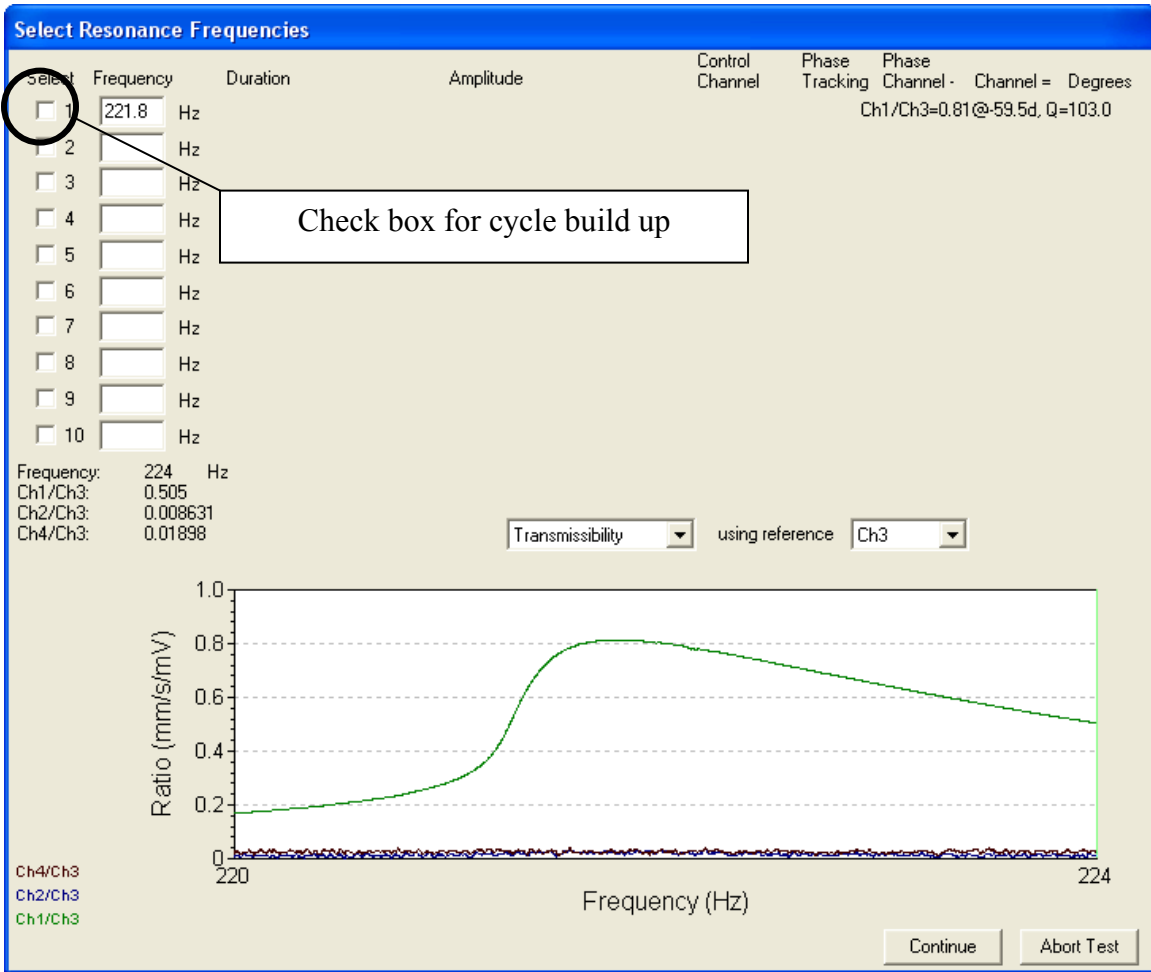 Select Resonance Frequencies
Select Frequency Duration Amplitude Control Channel Phase Tracking Phase Channel - Channel = Degrees
1 221.8 Hz Ch1/Ch3=0.81@-59.5d, Q=103.0
2 Hz
3 Hz
Check box for cycle build up
4 Hz
5 Hz
6 Hz
7 Hz
8 Hz
9 Hz
10 Hz
Frequency: 224 Hz
Ch1/Ch3: 0.505
Ch2/Ch3: 0.008631
Ch4/Ch3: 0.01898
Transmissibility using reference Ch3
1.0
0.8
0.6
0.4
0.2
0
Ratio (mm/s/mV)
220 224
Frequency (Hz)
Ch4/Ch3
Ch2/Ch3
Ch1/Ch3
Continue Abort Test